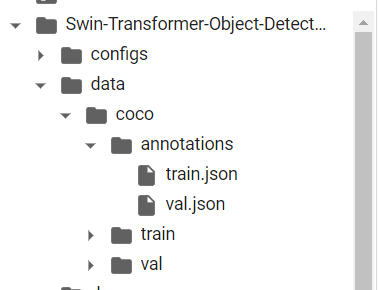 Swin-Transformer-Object-Detect...
configs
data
coco
annotations
train.json
val.json
train
val